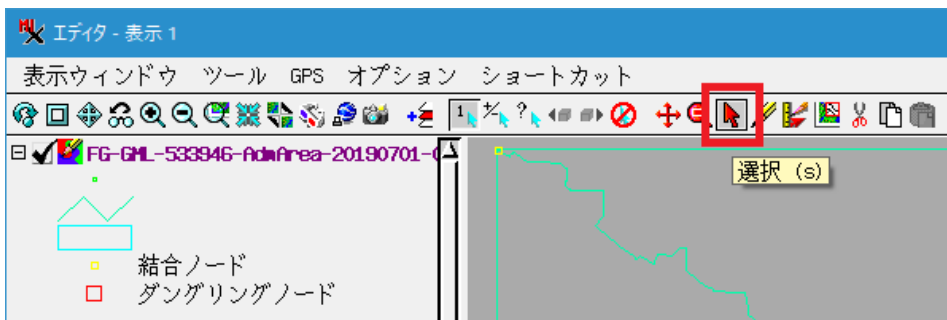 エディタ - 表示 1
表示ウィンドウ ツール GPS オプション ショートカット
FG-GML-533946-AdmArea-20190701-
選択 (s)
結合ノード
ダングリングノード